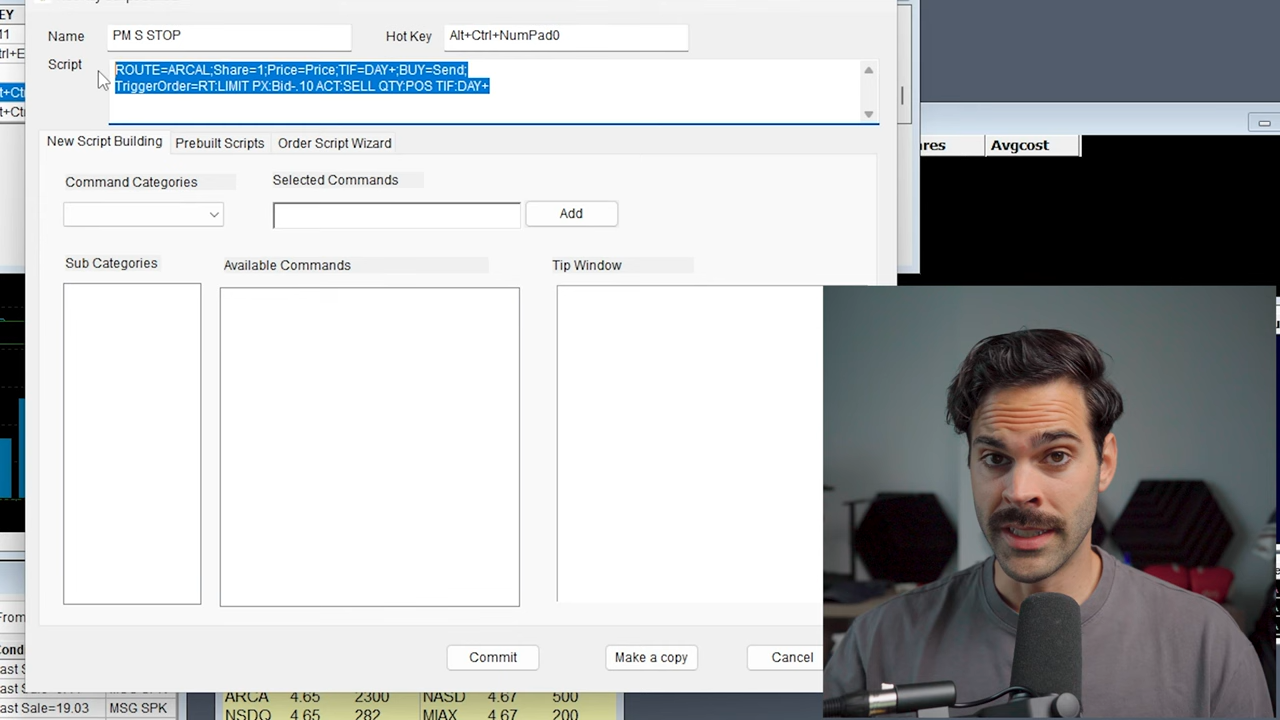 EY
Name
PM S STOP
Hot Key
Alt+Ctrl+NumPad0
Script
ROUTE=ARCAL;Share=1;Price=Price;TIF=DAY+;BUY=Send;
TriggerOrder=RT:LIMIT PX:Bid-.10 ACT:SELL QTY:POS TIF:DAY+
New Script Building
Prebuilt Scripts
Order Script Wizard
Avgcost
Command Categories
Selected Commands
Add
Sub Categories
Available Commands
Tip Window
Commit
Make a copy
Cancel
From
ast Sale=19.03 MSG SPK
ARCA 4.65 2300 NASD 4.67 500
NSDQ 4.65 282 MIAX 4.67 200